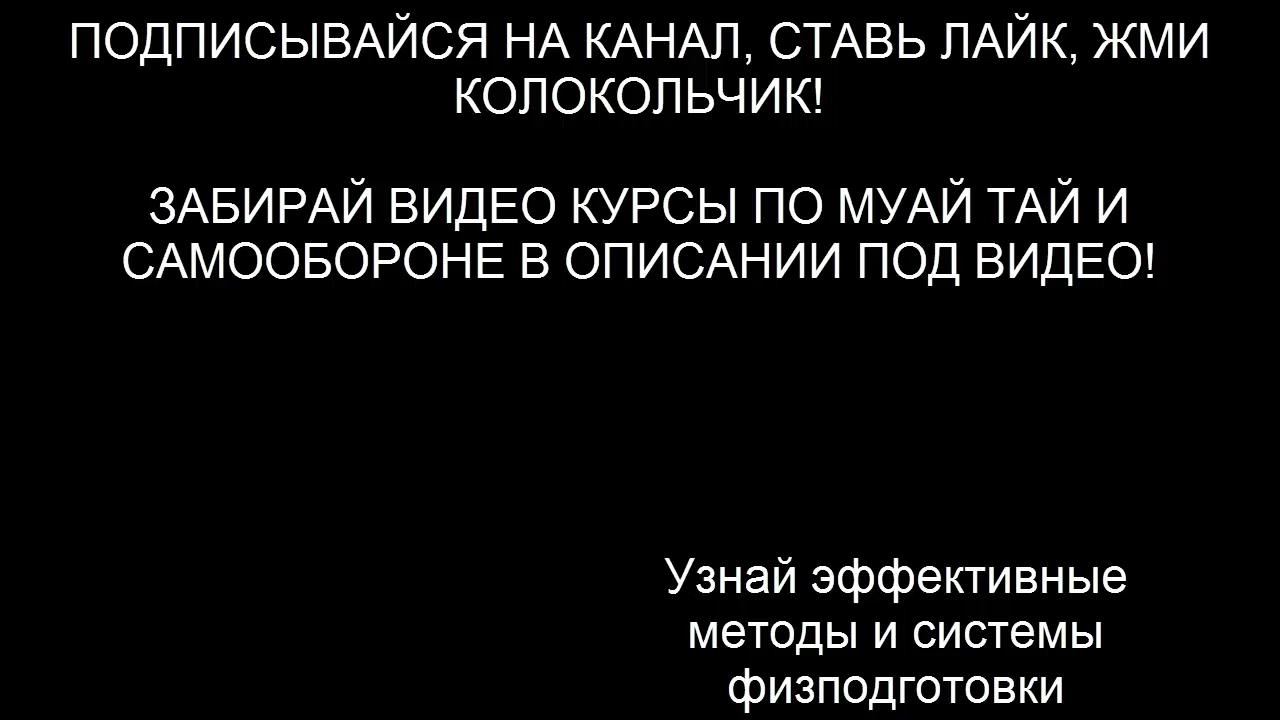 ПОДПИСЫВАЙСЯ НА КАНАЛ, СТАВЬ ЛАЙК, ЖМИ
КОЛОКОЛЬЧИК!
ЗАБИРАЙ ВИДЕО КУРСЫ ПО МУАЙ ТАЙ И
САМООБОРОНЕ В ОПИСАНИИ ПОД ВИДЕО!
Узнай эффективные
методы и системы
физподготовки